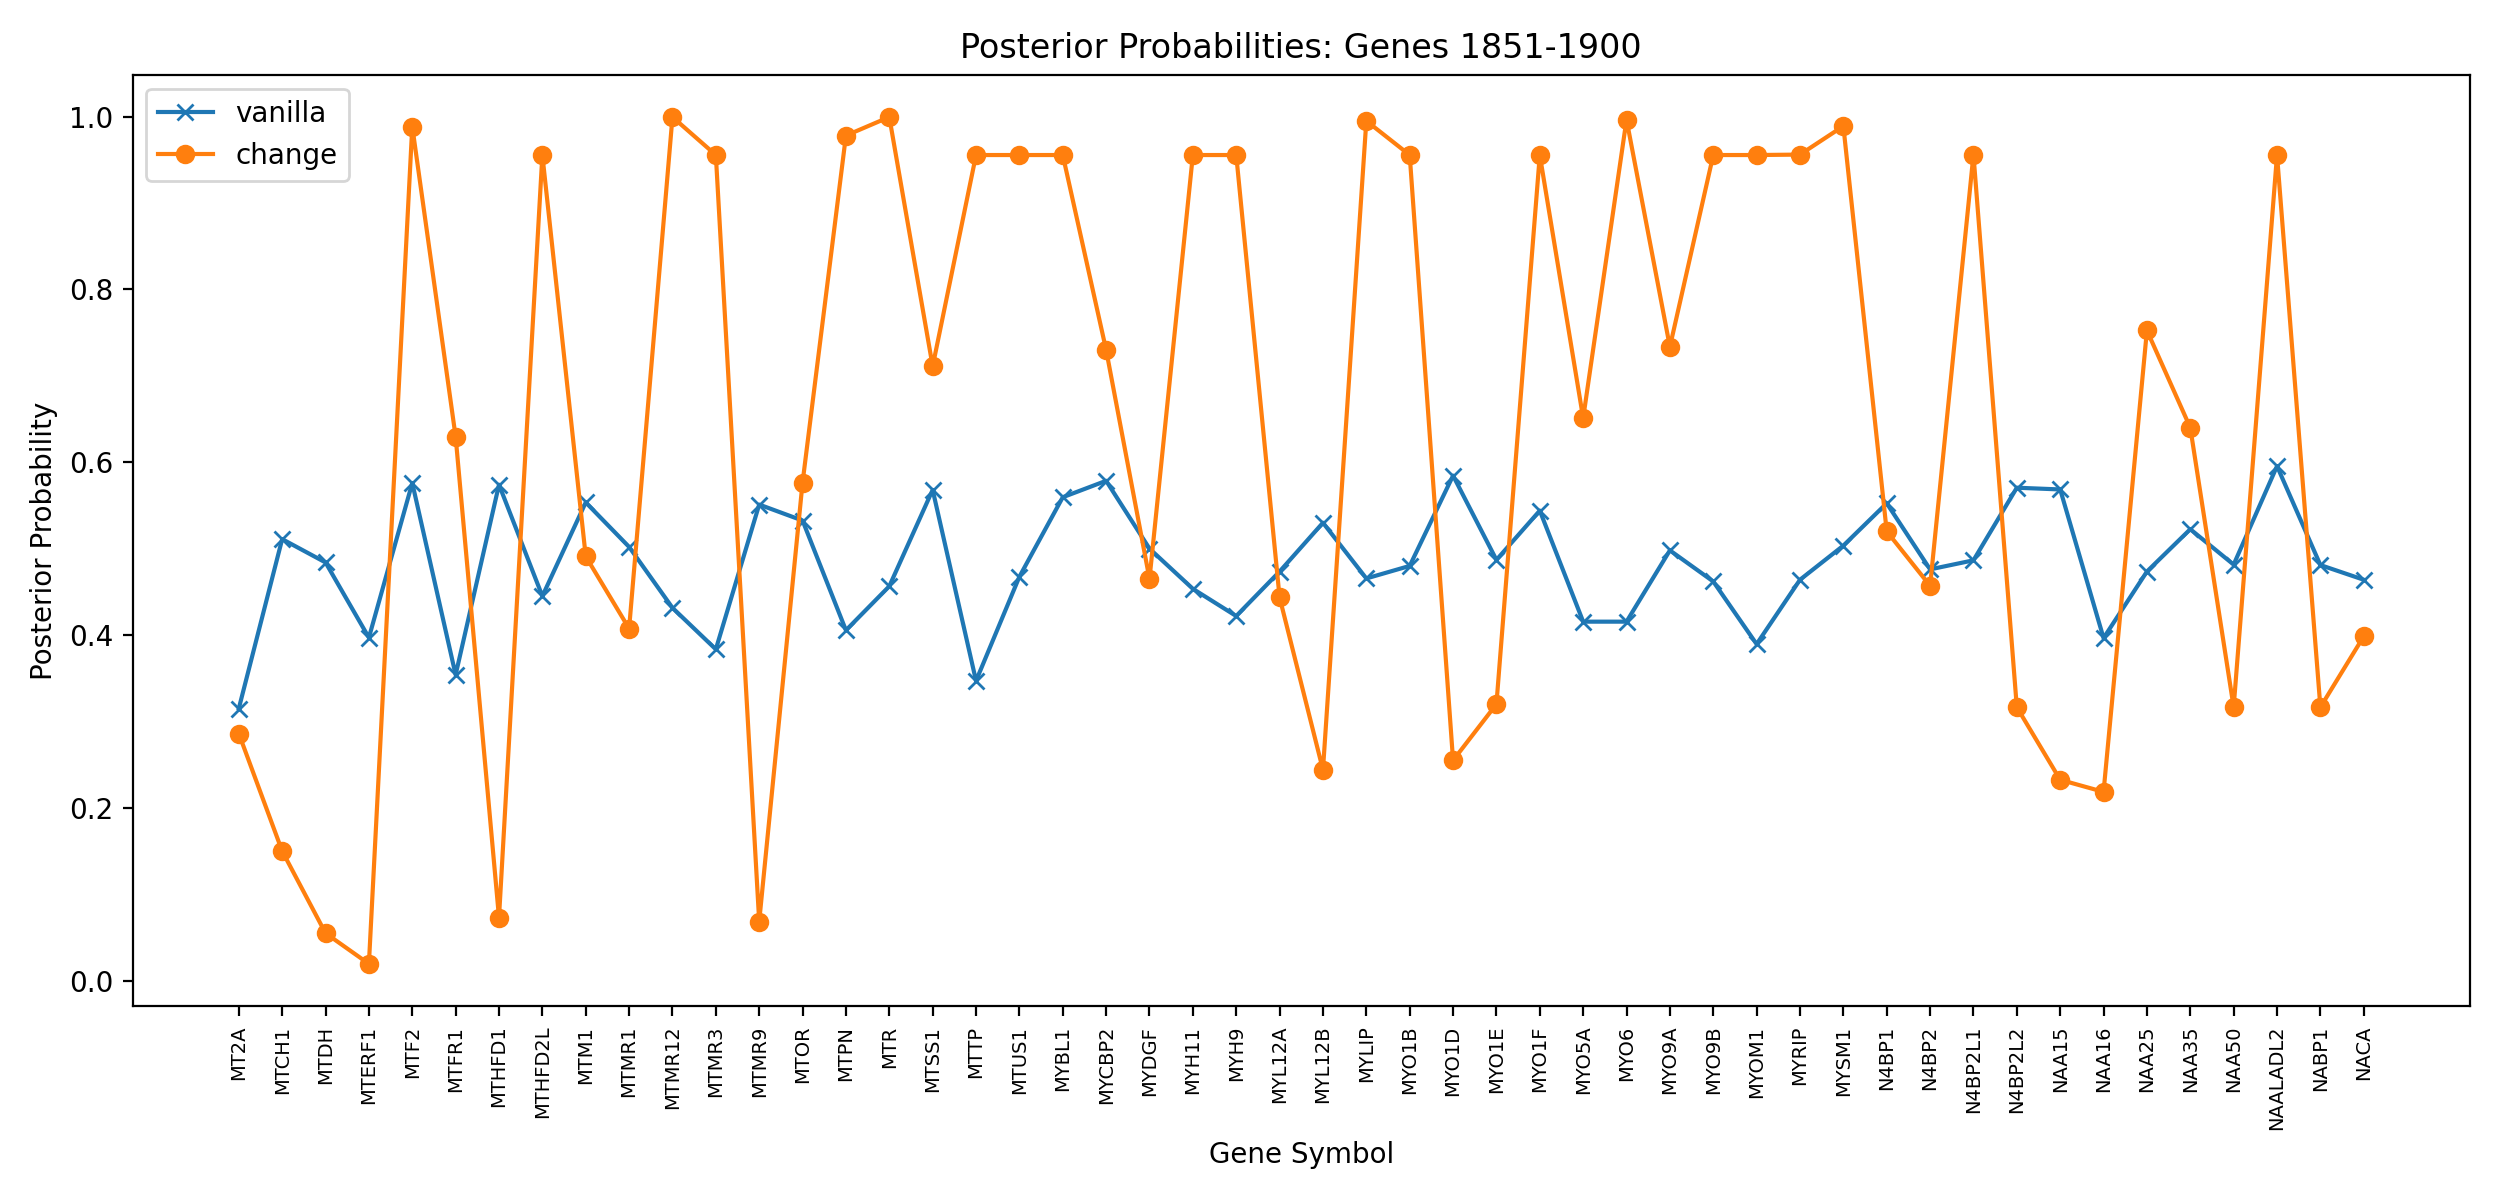 Posterior Probabilities: Genes 1851-1900
vanilla
change
Posterior Probability
1.0
0.8
0.6
0.4
0.2
0.0
MT2A
MTCH1
MTDH
MTERF1
MTF2
MTFR1
MTHFD1
MTHFD2L
MTM1
MTMR1
MTMR12
MTMR3
MTMR9
MTOR
MTPN
MTR
MTSS1
MTTP
MTUS1
MYBL1
MYCBP2
MYDGF
MYH11
MYH9
MYL12A
MYL12B
MYLIP
MYO1B
MYO1D
MYO1E
MYO1F
MYO5A
MYO6
MYO9A
MYO9B
MYOM1
MYRIP
MYSM1
N4BP1
N4BP2
N4BP2L1
N4BP2L2
NAA15
NAA16
NAA25
NAA35
NAA50
NAALADL2
NABP1
NACA
Gene Symbol